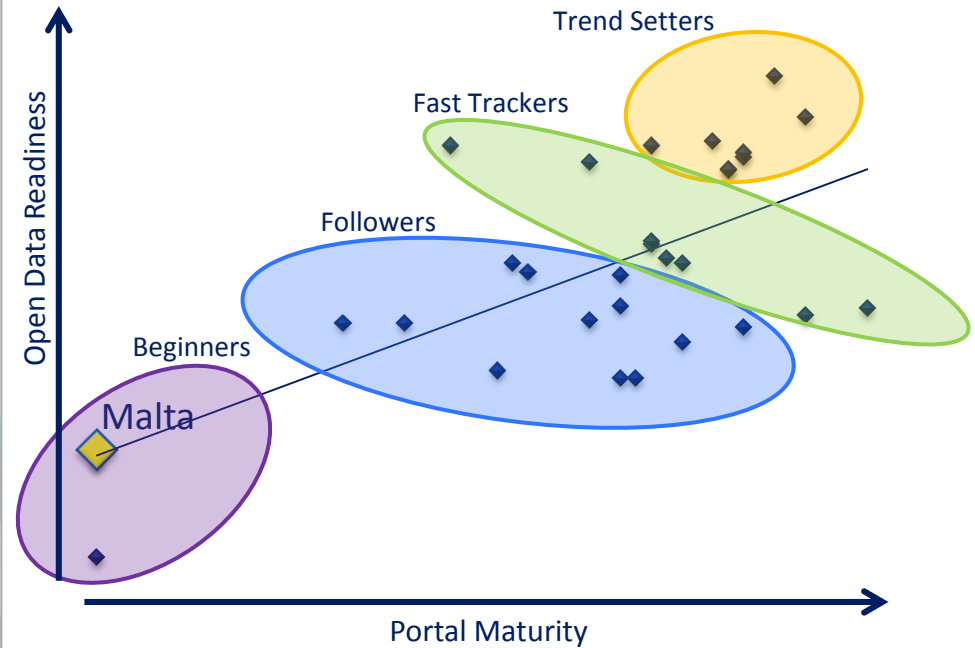 Trend Setters
Fast Trackers
Open Data Readiness
Followers
Beginners
Malta
Portal Maturity